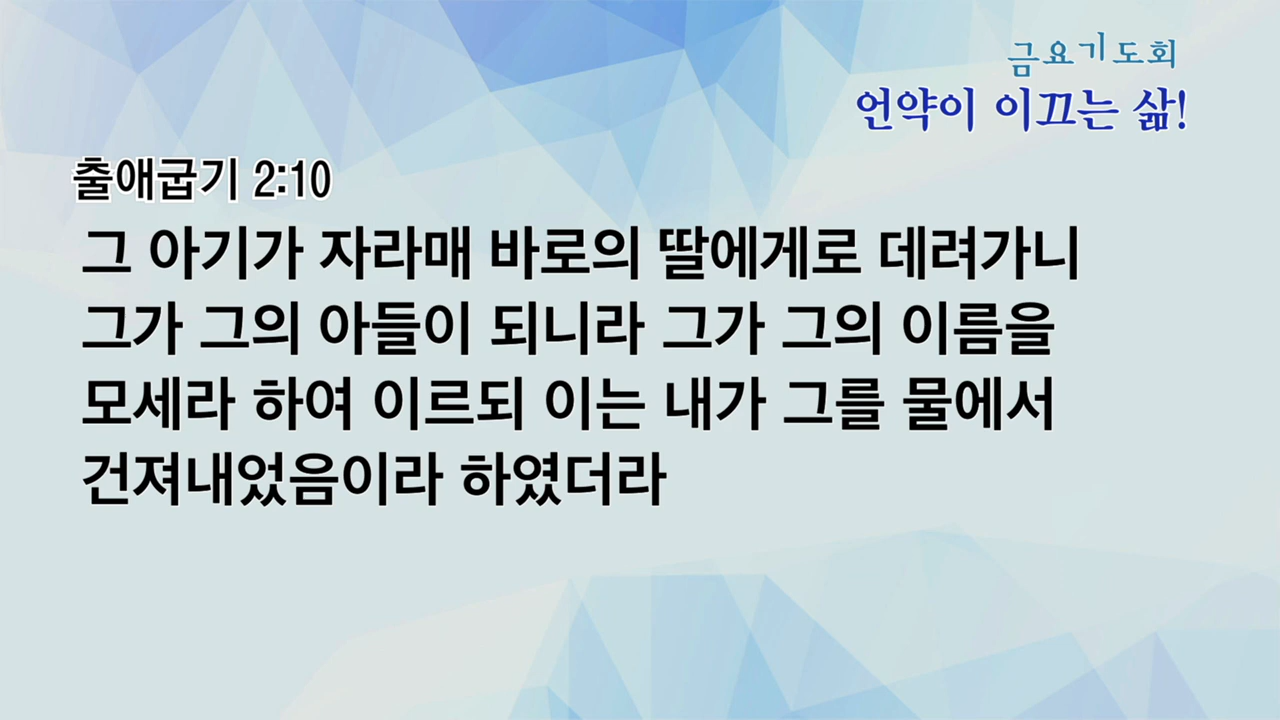 금요기도회
언약이 이끄는 삶!
출애굽기 2:10
그 아기가 자라매 바로의 딸에게로 데려가니
그가 그의 아들이 되니라 그가 그의 이름을
모세라 하여 이르되 이는 내가 그를 물에서
건져내었음이라 하였더라